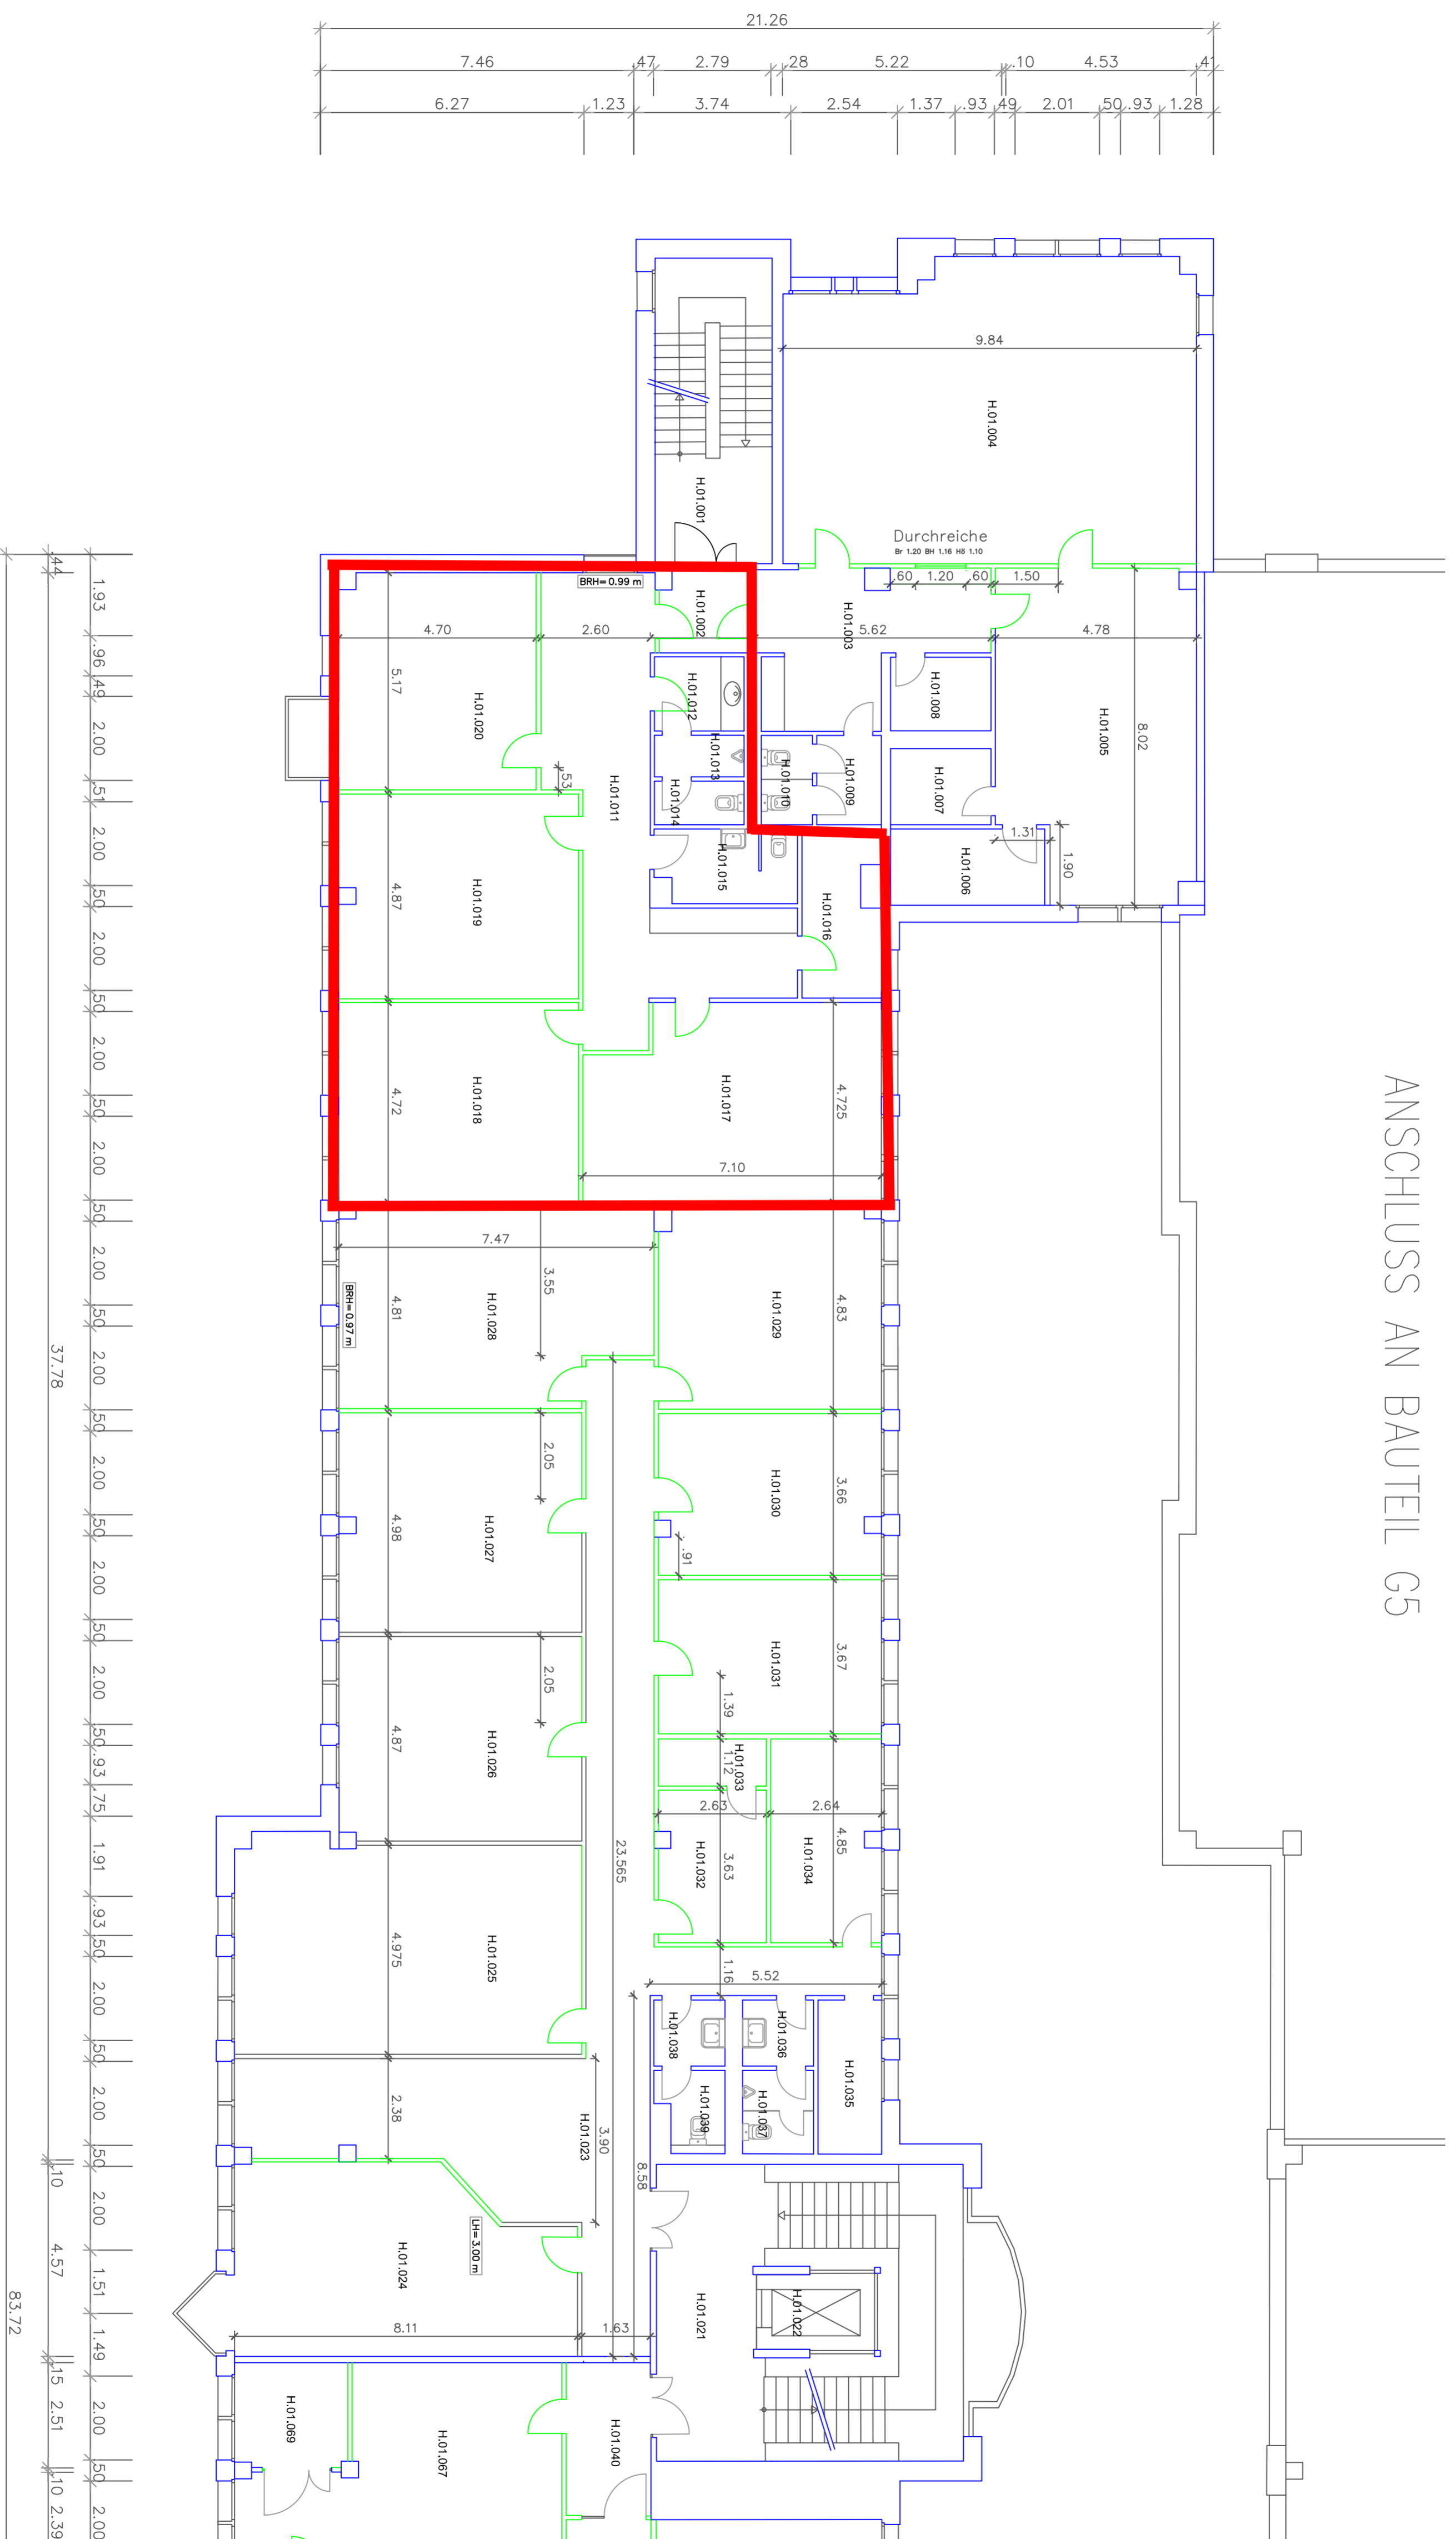 21.26
7.46 .47 2.79 .28 5.22 .10 4.53 .41
6.27 1.23 3.74 2.54 1.37 .93 .49 2.01 .50 .93 1.28
9.84
H.01.004
H.01.001
Durchreiche
Br 1.20 BH 1.16 Hö 1.10
60 1.20 60 1.50
BRH= 0.99 m
H.01.002
H.01.003
4.70 2.60 5.62 4.78
5.17
H.01.020
H.01.012
H.01.008
H.01.005
8.02
H.01.013
H.01.011
H.01.014
H.01.010
H.01.009
H.01.007
.53
1.31
1.90
H.01.015
H.01.006
4.87
H.01.019
H.01.016
4.72
H.01.018
H.01.017
4.725
7.10
ANSCHLUSS AN BAUTEIL G5
7.47
3.55
BRH= 0.97 m
4.81
H.01.028
H.01.029
4.83
2.05
4.98
H.01.027
H.01.030
3.66
.91
H.01.031
3.67
2.05
1.39
4.87
H.01.026
H.01.033
1.12
2.63 2.64
23.565
H.01.032
3.63
H.01.034
4.85
4.975
H.01.025
1.16
5.52
H.01.038
H.01.036
H.01.035
2.38
H.01.023
3.90
H.01.039
H.01.037
8.58
LH= 3.00 m
H.01.024
H.01.021
H.01.022
8.11 1.63
H.01.069
H.01.067
H.01.040
1.93 .96 .49 2.00 .51 2.00 .50 2.00 .50 2.00 .50 2.00 .50 2.00 .50 2.00 .50 2.00 .50 2.00 .50 2.00 .50 .93 .75 1.91 .93 .50 2.00 .50 2.00 .50 2.00 1.51 1.49 2.00 .50 2.00
.44 37.78 .10 4.57 .15 2.51 .10 2.39
83.72